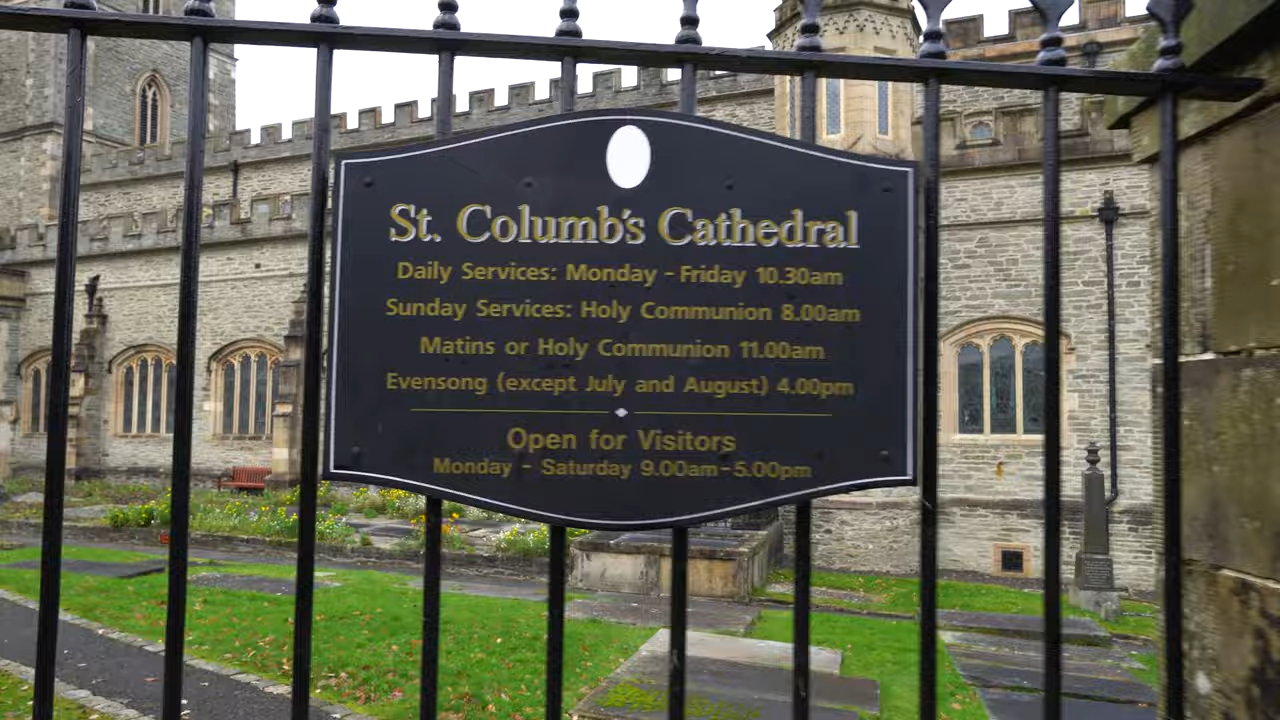 St. Columb's Cathedral
Daily Services: Monday - Friday 10.30am
Sunday Services: Holy Communion 8.00am
Matins or Holy Communion 11.00am
Evensong (except July and August) 4.00pm
Open for Visitors
Monday - Saturday 9.00am-5.00pm